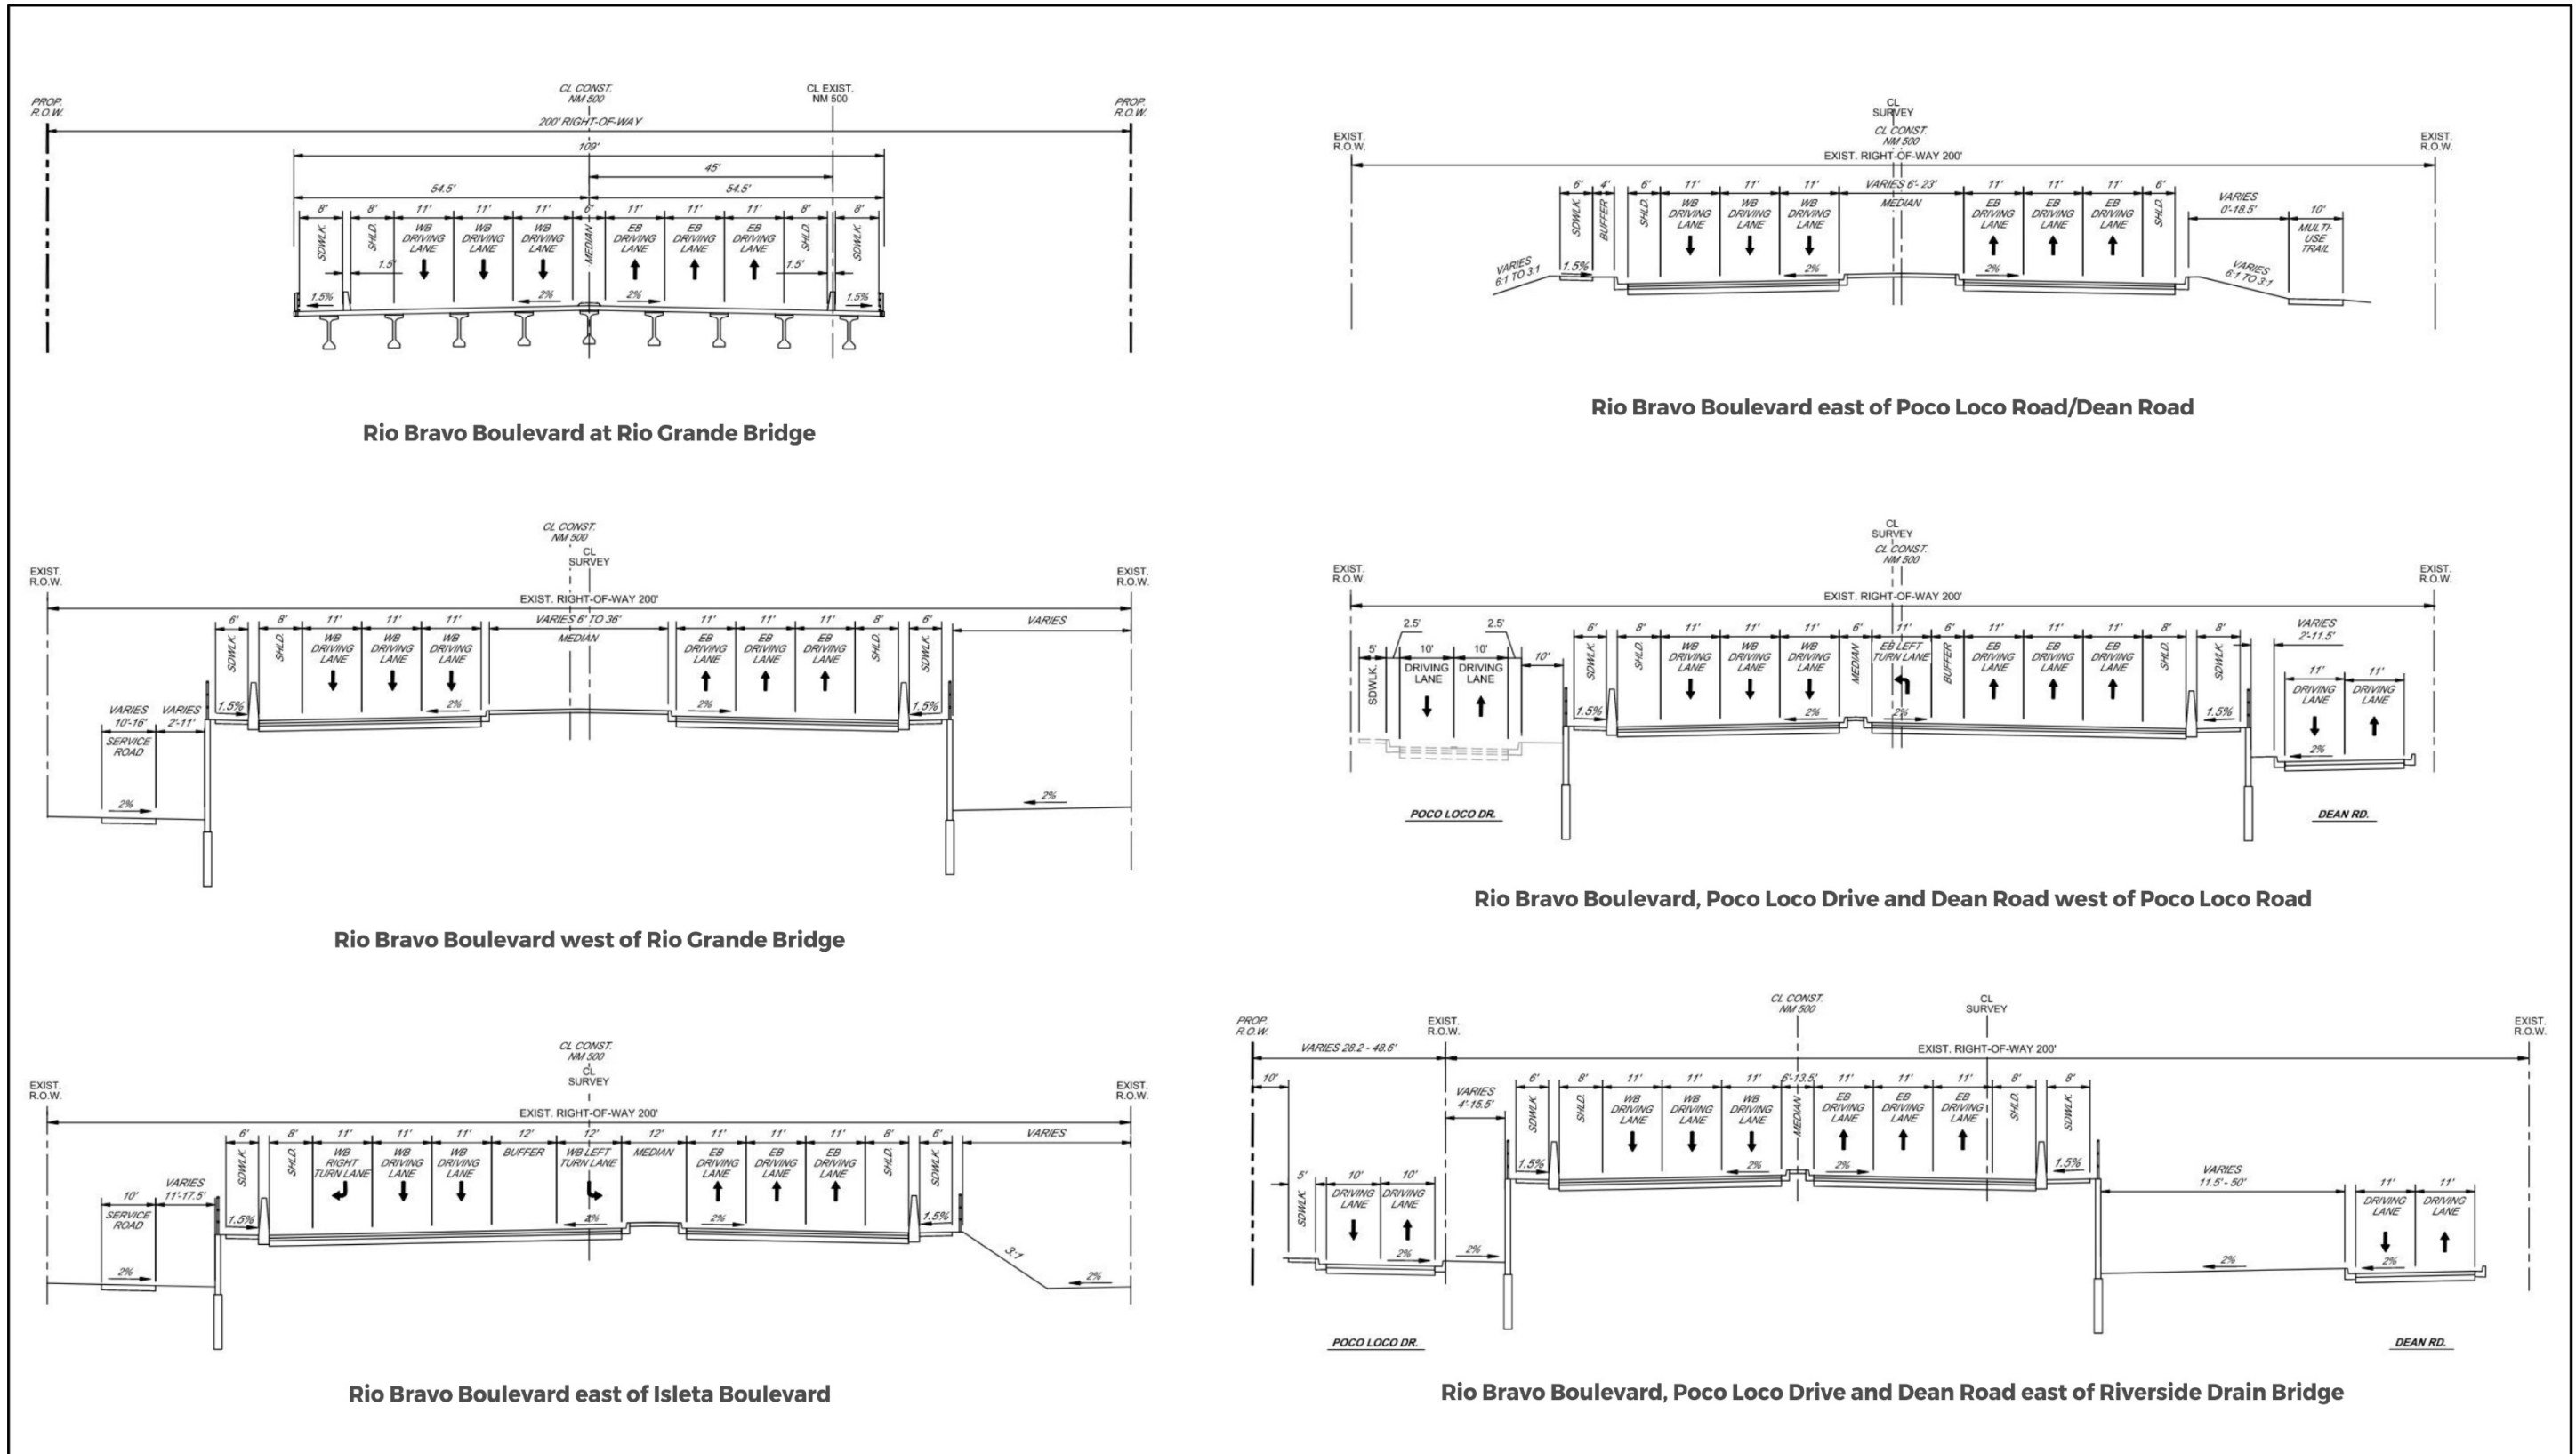 PROP.
R.O.W.
CL CONST.
NM 500
CL EXIST.
NM 500
PROP.
R.O.W.
200' RIGHT-OF-WAY
109'
45'
54.5' 54.5'
8' 8' 11' 11' 11' 6' 11' 11' 11' 8' 8'
SDWLK.
SHLD.
WB
DRIVING
LANE
WB
DRIVING
LANE
WB
DRIVING
LANE
MEDIAN
EB
DRIVING
LANE
EB
DRIVING
LANE
EB
DRIVING
LANE
SHLD.
SDWLK.
1.5' 1.5'
1.5% 2% 2% 1.5%
Rio Bravo Boulevard at Rio Grande Bridge
EXIST.
R.O.W.
CL
SURVEY
CL CONST.
NM 500
EXIST.
R.O.W.
EXIST. RIGHT-OF-WAY 200'
6' 4' 6' 11' 11' 11' VARIES 6'- 23' 11' 11' 11' 6'
SDWLK.
BUFFER
SHLD.
WB
DRIVING
LANE
WB
DRIVING
LANE
WB
DRIVING
LANE
MEDIAN
EB
DRIVING
LANE
EB
DRIVING
LANE
EB
DRIVING
LANE
SHLD.
VARIES
0'-18.5'
10'
MULTI-
USE
TRAIL
VARIES
6:1 TO 3:1
1.5% 2% 2%
VARIES
6:1 TO 3:1
Rio Bravo Boulevard east of Poco Loco Road/Dean Road
EXIST.
R.O.W.
CL CONST.
NM 500
CL
SURVEY
EXIST.
R.O.W.
EXIST. RIGHT-OF-WAY 200'
6' 8' 11' 11' 11' VARIES 6' TO 36' 11' 11' 11' 8' 6' VARIES
SDWLK.
SHLD.
WB
DRIVING
LANE
WB
DRIVING
LANE
WB
DRIVING
LANE
MEDIAN
EB
DRIVING
LANE
EB
DRIVING
LANE
EB
DRIVING
LANE
SHLD.
SDWLK.
VARIES
10'-16'
VARIES
2'-11'
SERVICE
ROAD
1.5% 2% 2% 1.5%
2% 2%
Rio Bravo Boulevard west of Rio Grande Bridge
EXIST.
R.O.W.
CL
SURVEY
CL CONST.
NM 500
EXIST.
R.O.W.
EXIST. RIGHT-OF-WAY 200'
2.5' 2.5'
5' 10' 10' 10'
SDWLK.
DRIVING
LANE
DRIVING
LANE
6' 8' 11' 11' 11' 6' 11' 6' 11' 11' 11' 8' 8'
SDWLK.
SHLD.
WB
DRIVING
LANE
WB
DRIVING
LANE
WB
DRIVING
LANE
MEDIAN
EB LEFT
TURN LANE
BUFFER
EB
DRIVING
LANE
EB
DRIVING
LANE
EB
DRIVING
LANE
SHLD.
SDWLK.
VARIES
2'-11.5'
11' 11'
DRIVING
LANE
DRIVING
LANE
1.5% 2% 2% 1.5%
2%
POCO LOCO DR.
DEAN RD.
Rio Bravo Boulevard, Poco Loco Drive and Dean Road west of Poco Loco Road
EXIST.
R.O.W.
CL CONST.
NM 500
CL
SURVEY
EXIST.
R.O.W.
EXIST. RIGHT-OF-WAY 200'
6' 8' 11' 11' 11' 12' 12' 12' 11' 11' 11' 8' 6' VARIES
SDWLK.
SHLD.
WB
RIGHT
TURN LANE
WB
DRIVING
LANE
WB
DRIVING
LANE
BUFFER
WB LEFT
TURN LANE
MEDIAN
EB
DRIVING
LANE
EB
DRIVING
LANE
EB
DRIVING
LANE
SHLD.
SDWLK.
10'
VARIES
11'-17.5'
SERVICE
ROAD
1.5% 2% 2% 1.5%
3:1
2% 2%
Rio Bravo Boulevard east of Isleta Boulevard
PROP.
R.O.W.
EXIST.
R.O.W.
CL CONST.
NM 500
CL
SURVEY
EXIST.
R.O.W.
VARIES 28.2 - 48.6'
EXIST. RIGHT-OF-WAY 200'
10'
VARIES
4'-15.5'
6' 8' 11' 11' 11' 6'-13.5' 11' 11' 11' 8' 8'
SDWLK.
SHLD.
WB
DRIVING
LANE
WB
DRIVING
LANE
WB
DRIVING
LANE
MEDIAN
EB
DRIVING
LANE
EB
DRIVING
LANE
EB
DRIVING
LANE
SHLD.
SDWLK.
5' 10' 10'
SDWLK.
DRIVING
LANE
DRIVING
LANE
VARIES
11.5' - 50'
11' 11'
DRIVING
LANE
DRIVING
LANE
1.5% 2% 2% 1.5%
2% 2% 2% 2%
POCO LOCO DR.
DEAN RD.
Rio Bravo Boulevard, Poco Loco Drive and Dean Road east of Riverside Drain Bridge